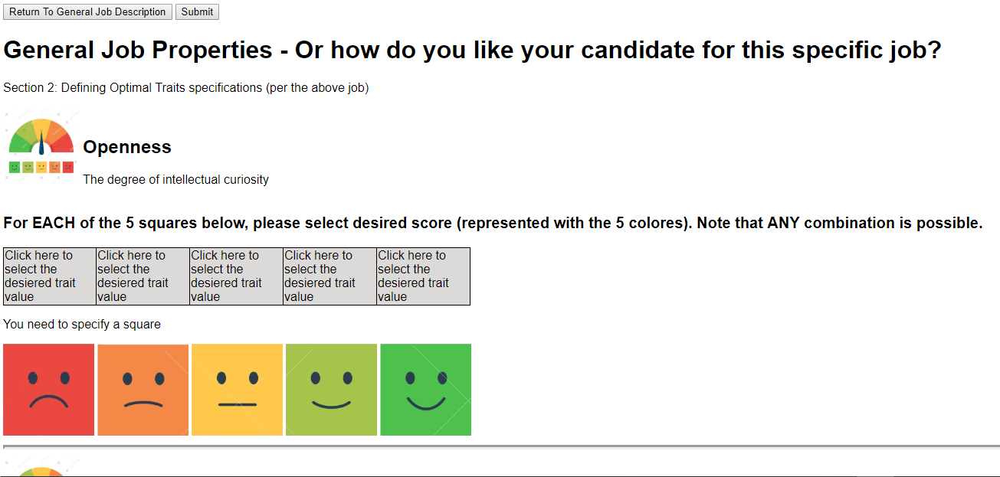 Return To General Job Description Submit
General Job Properties - Or how do you like your candidate for this specific job?
Section 2: Defining Optimal Traits specifications (per the above job)
Openness
The degree of intellectual curiosity
For EACH of the 5 squares below, please select desired score (represented with the 5 colores). Note that ANY combination is possible.
Click here to Click here to Click here to Click here to Click here to
select the select the select the select the select the
desiered trait desiered trait desiered trait desiered trait desiered trait
value value value value value
You need to specify a square